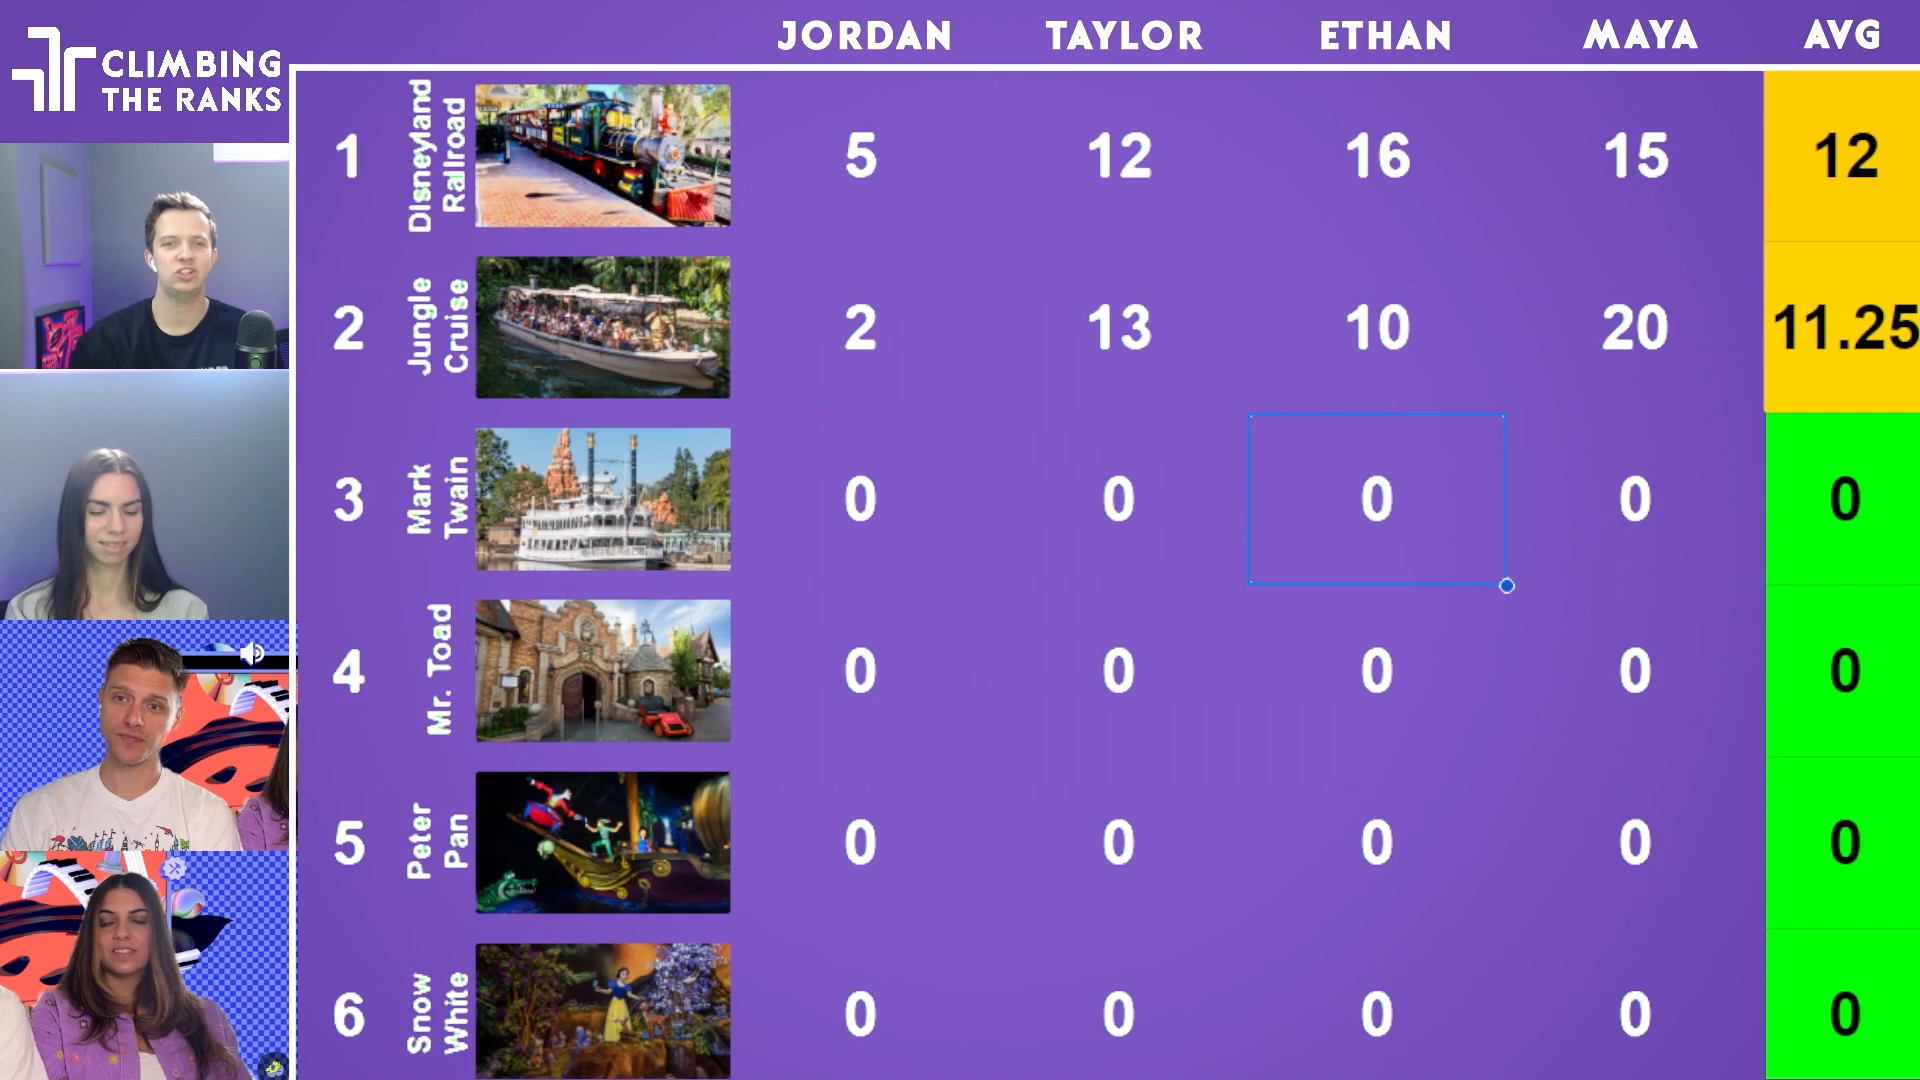 CLIMBING
THE RANKS
JORDAN TAYLOR ETHAN MAYA AVG
1 Disneyland Railroad 5 12 16 15 12
2 Jungle Cruise 2 13 10 20 11.25
3 Mark Twain 0 0 0 0 0
4 Mr. Toad 0 0 0 0 0
5 Peter Pan 0 0 0 0 0
6 Snow White 0 0 0 0 0